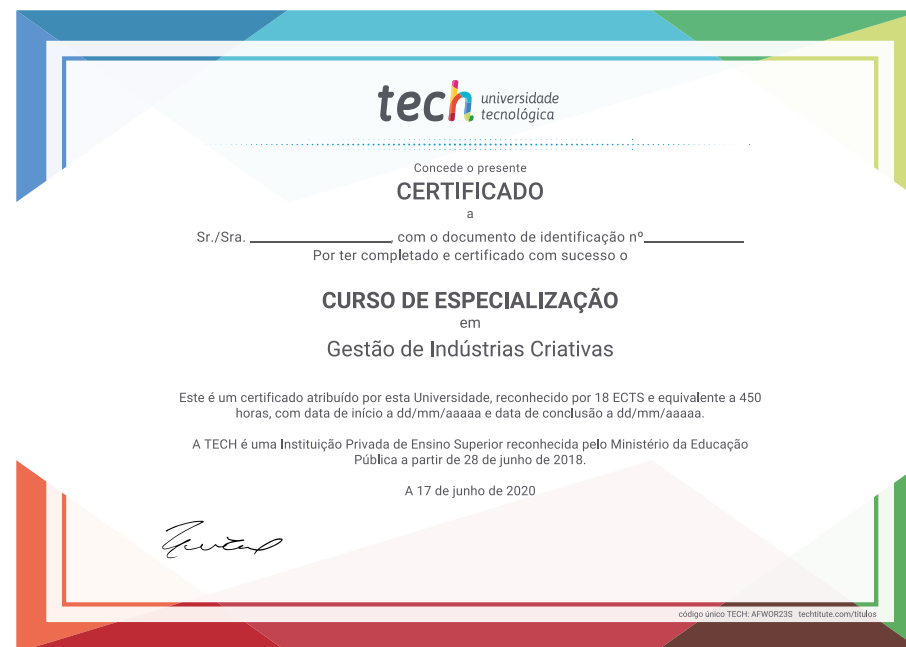 tech universidade
tecnológica
Concede o presente
CERTIFICADO
a
Sr./Sra. ____________________, com o documento de identificação nº______________
Por ter completado e certificado com sucesso o
CURSO DE ESPECIALIZAÇÃO
em
Gestão de Indústrias Criativas
Este é um certificado atribuído por esta Universidade, reconhecido por 18 ECTS e equivalente a 450
horas, com data de início a dd/mm/aaaaa e data de conclusão a dd/mm/aaaaa.
A TECH é uma Instituição Privada de Ensino Superior reconhecida pelo Ministério da Educação
Pública a partir de 28 de junho de 2018.
A 17 de junho de 2020
código único TECH: AFWOR23S techtitute.com/titulos